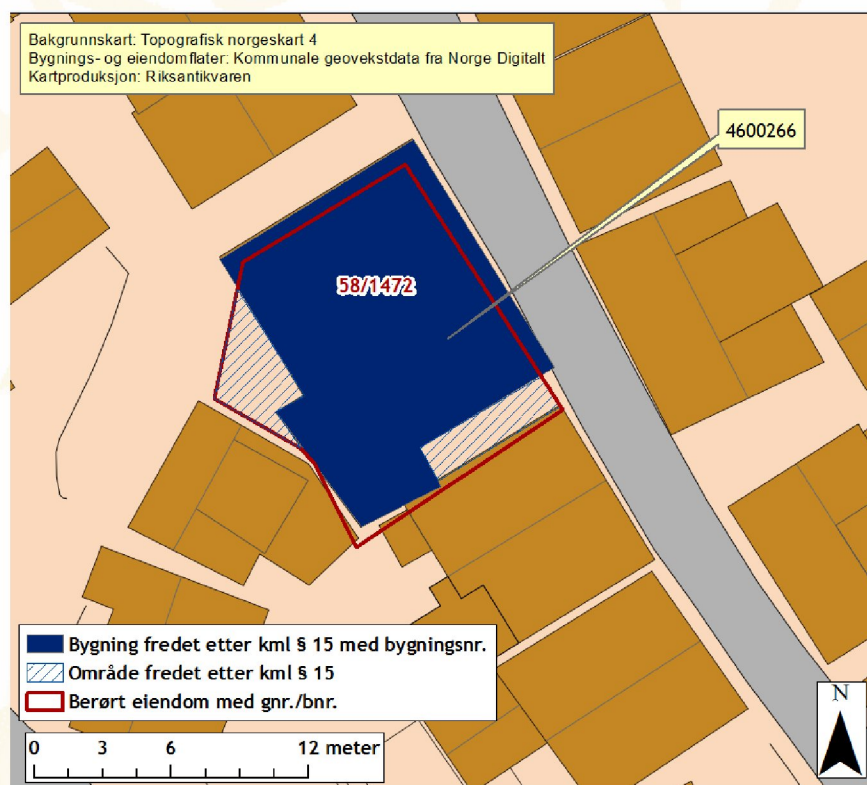 Bakgrunnskart: Topografisk norgeskart 4
Bygnings- og eiendomflater: Kommunale geovekstdata fra Norge Digitalt
Kartproduksjon: Riksantikvaren
4600266
58/1472
Bygning fredet etter kml § 15 med bygningsnr.
Område fredet etter kml § 15
Berørt eiendom med gnr./bnr.
0 3 6 12 meter
N